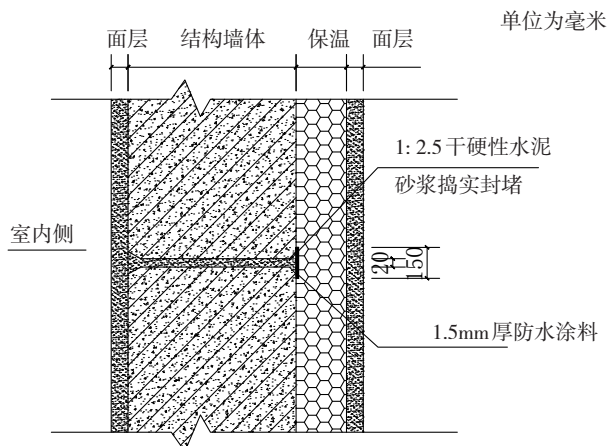 单位为毫米
面层 结构墙体 保温 面层
1: 2.5干硬性水泥
砂浆捣实封堵
室内侧
20
150
1.5mm厚防水涂料